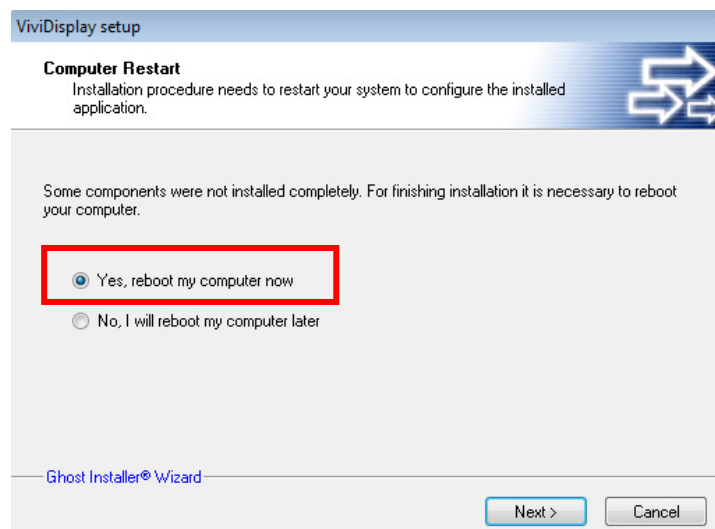 ViviDisplay setup
Computer Restart
Installation procedure needs to restart your system to configure the installed
application.
Some components were not installed completely. For finishing installation it is necessary to reboot
your computer.
Yes, reboot my computer now
No, I will reboot my computer later
Ghost Installer® Wizard
Next >
Cancel